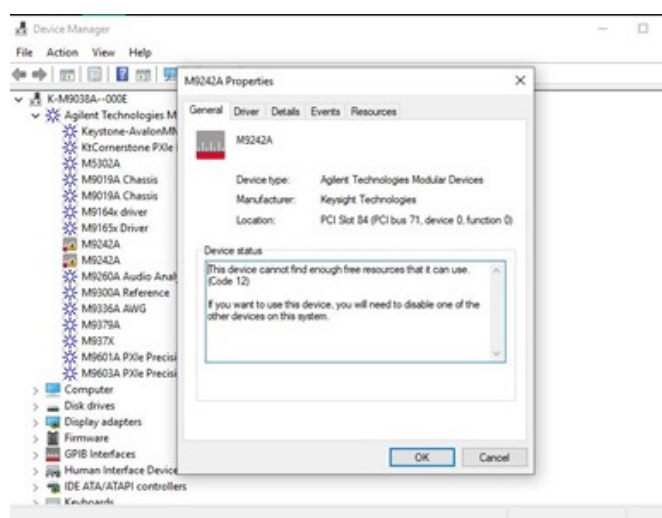 Device Manager
File Action View Help
K-M9038A--000E
Agilent Technologies M
Keystone-AvalonMM
KtCornerstone PXIe
M5302A
M9019A Chassis
M9019A Chassis
M9164x driver
M9165x Driver
M9242A
M9242A
M9260A Audio Anal
M9300A Reference
M9336A AWG
M9379A
M937X
M9601A PXIe Precisi
M9603A PXIe Precisi
Computer
Disk drives
Display adapters
Firmware
GPIB Interfaces
Human Interface Device
IDE ATA/ATAPI controllers
Keyboards
M9242A Properties
General Driver Details Events Resources
M9242A
Device type: Agilent Technologies Modular Devices
Manufacturer: Keysight Technologies
Location: PCI Slot 84 (PCI bus 71, device 0, function 0)
Device status
This device cannot find enough free resources that it can use.
(Code 12)
If you want to use this device, you will need to disable one of the
other devices on this system.
OK Cancel